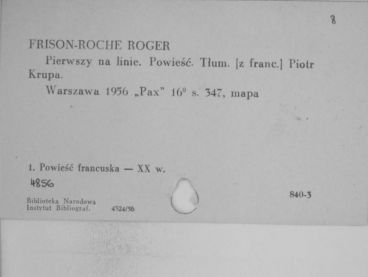 8
FRISON-ROCHE ROGER
Pierwszy na linie. Powieść. Tłum. [z franc.] Piotr
Krupa.
Warszawa 1956 „Pax" 16⁰ s. 347, mapa
1. Powieść francuska — XX w.
4856
840-3
Biblioteka Narodowa
Instytut Bibliograf. 4524/56